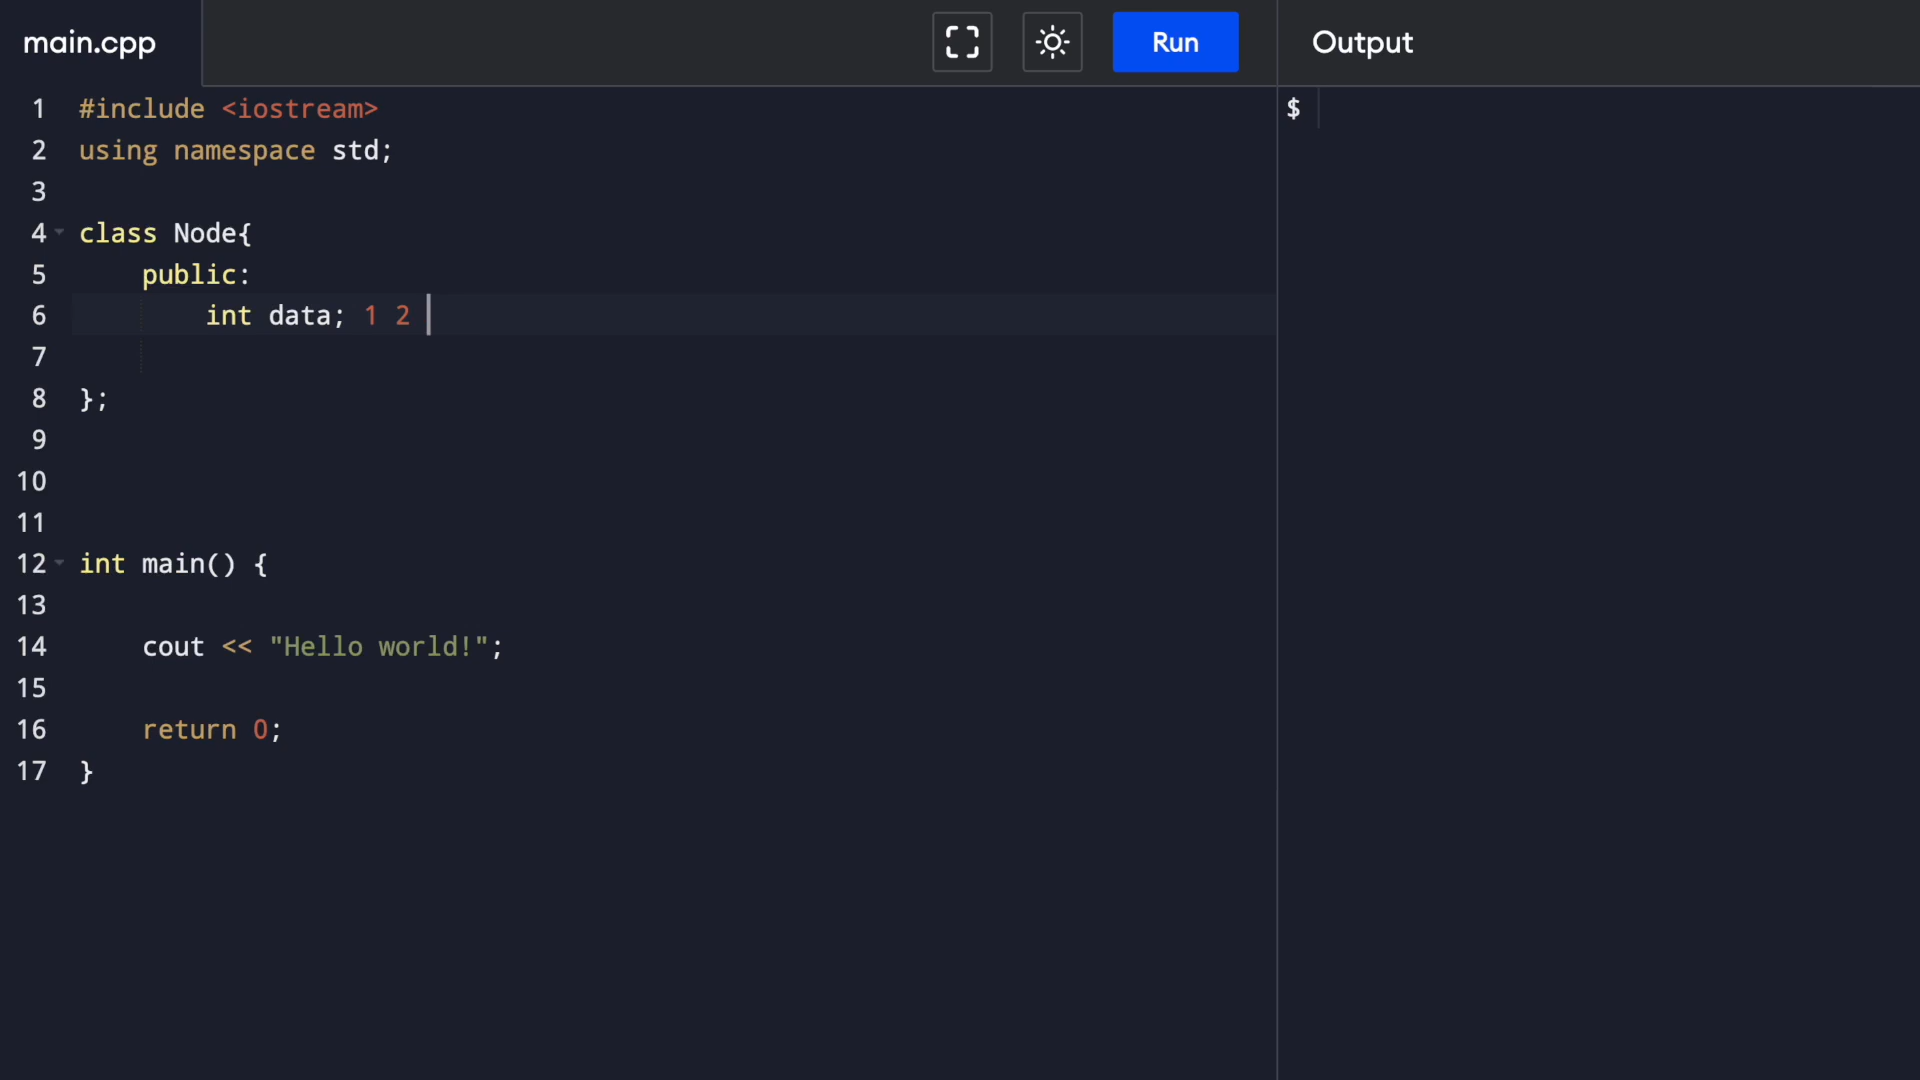 main.cpp
Run
Output
1 #include <iostream>
2 using namespace std;
3
4 class Node{
5 public:
6 int data; 1 2
7
8 };
9
10
11
12 int main() {
13
14 cout << "Hello world!";
15
16 return 0;
17 }
$